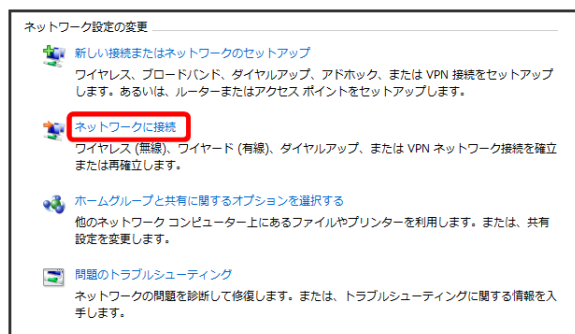 ネットワーク設定の変更
新しい接続またはネットワークのセットアップ
ワイヤレス、ブロードバンド、ダイヤルアップ、アドホック、または VPN 接続をセットアップ
します。あるいは、ルーターまたはアクセス ポイントをセットアップします。
ネットワークに接続
ワイヤレス (無線)、ワイヤード (有線)、ダイヤルアップ、または VPN ネットワーク接続を確立
または再確立します。
ホームグループと共有に関するオプションを選択する
他のネットワーク コンピューター上にあるファイルやプリンターを利用します。または、共有
設定を変更します。
問題のトラブルシューティング
ネットワークの問題を診断して修復します。または、トラブルシューティングに関する情報を入
手します。